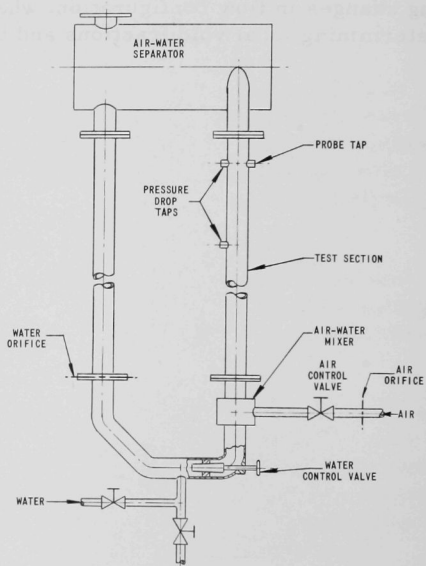 AIR-WATER
SEPARATOR
PROBE TAP
PRESSURE
DROP
TAPS
TEST SECTION
WATER
ORIFICE
AIR-WATER
MIXER
AIR
CONTROL
VALVE
AIR
ORIFICE
AIR
WATER
CONTROL VALVE
WATER